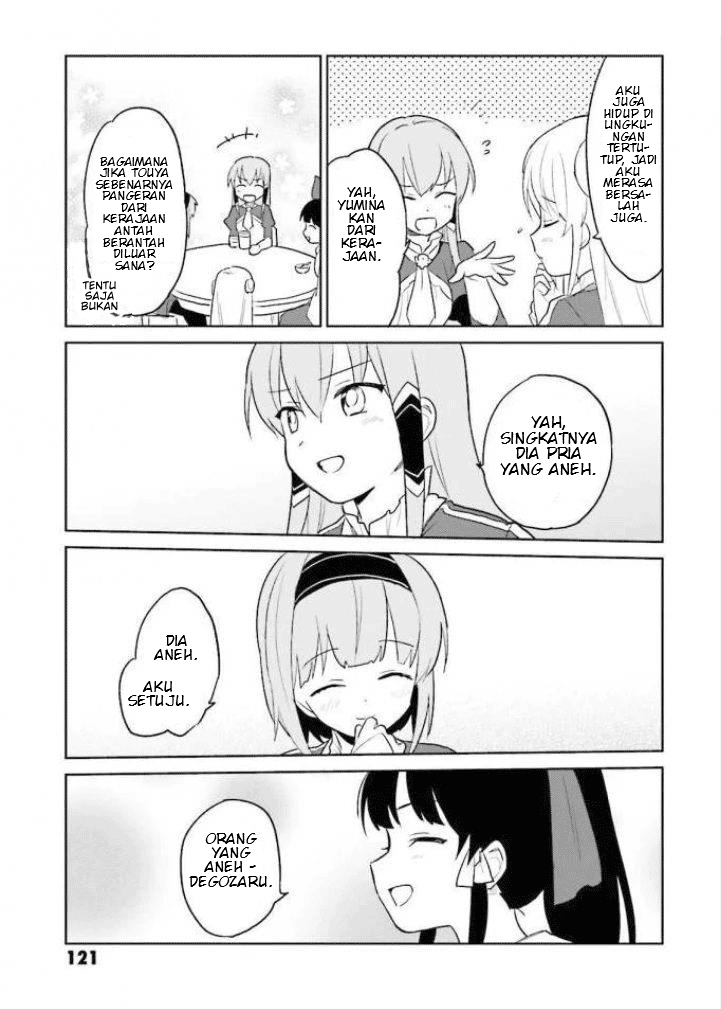 AKU
JUGA
HIDUP DI
LINGKU-
NGAN
TERTU-
TUP, JADI
AKU
MERASA
BERSA-
LAH
JUGA.
YAH,
YUMINA
KAN
DARI
KERA-
JAAN.
BAGAIMANA
JIKA TOUYA
SEBENARNYA
PANGERAN
DARI
KERAJAAN
ANTAH
BERANTAH
DILUAR
SANA?
TENTU
SAJA
BUKAN
YAH,
SINGKATNYA
DIA PRIA
YANG ANEH.
DIA
ANEH.
AKU
SETUJU.
ORANG
YANG
ANEH -
DEGOZARU.
121